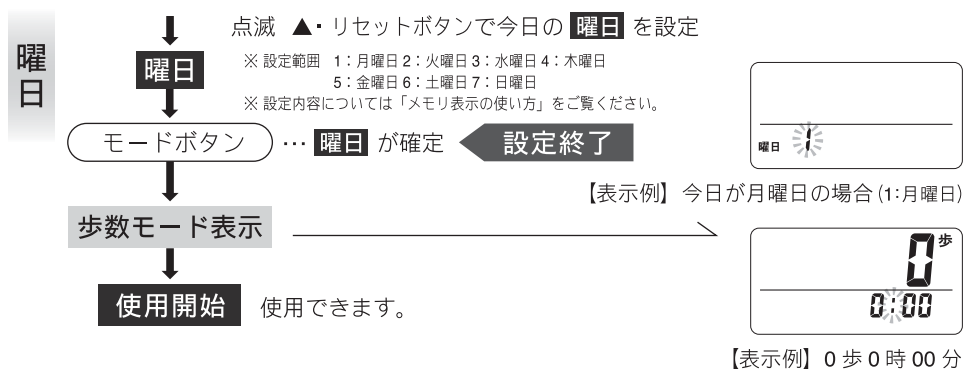 曜日
点滅 ▲・リセットボタンで今日の 曜日 を設定
曜日
※ 設定範囲 1：月曜日 2：火曜日 3：水曜日 4：木曜日
5：金曜日 6：土曜日 7：日曜日
※ 設定内容については「メモリ表示の使い方」をご覧ください。
モードボタン … 曜日 が確定 設定終了
曜日 1
【表示例】今日が月曜日の場合(1:月曜日)
歩数モード表示
0 歩
0:00
使用開始 使用できます。
【表示例】0 歩 0 時 00 分